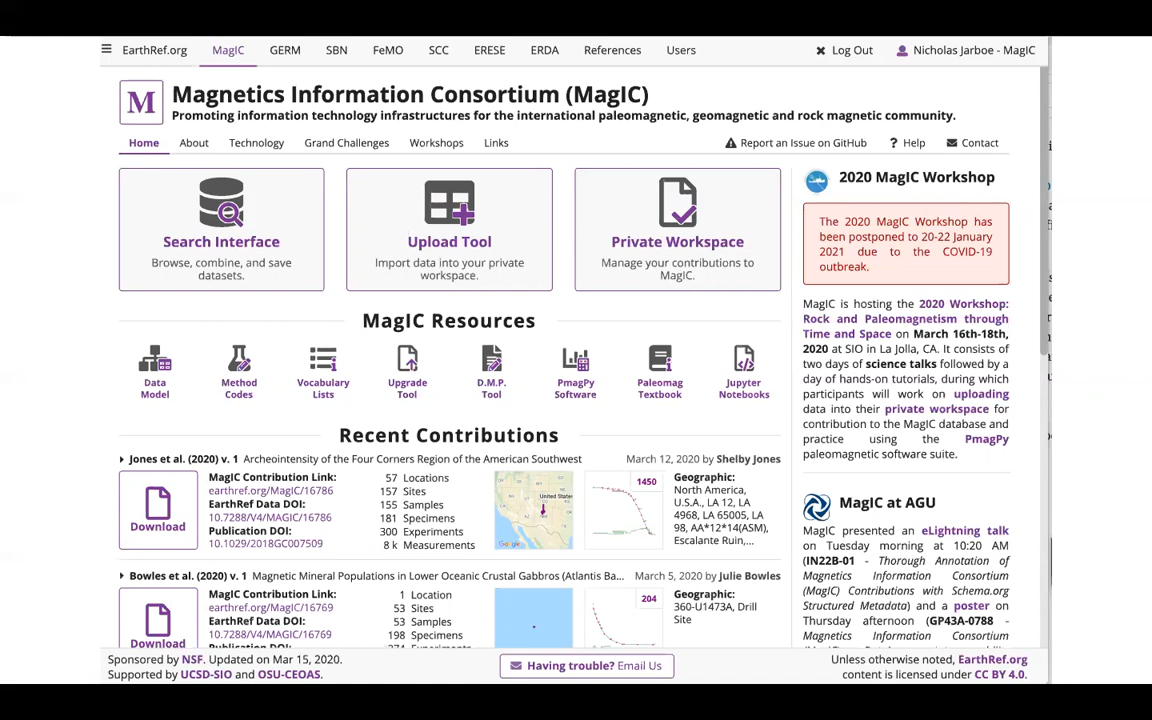 EarthRef.org MagIC GERM SBN FeMO SCC ERESE ERDA References Users Log Out Nicholas Jarboe - MagIC
M
Magnetics Information Consortium (MagIC)
Promoting information technology infrastructures for the international paleomagnetic, geomagnetic and rock magnetic community.
Home About Technology Grand Challenges Workshops Links Report an Issue on GitHub Help Contact
Search Interface
Browse, combine, and save
datasets.
Upload Tool
Import data into your private
workspace.
Private Workspace
Manage your contributions to
MagIC.
MagIC Resources
Data
Model
Method
Codes
Vocabulary
Lists
Upgrade
Tool
D.M.P.
Tool
PmagPy
Software
Paleomag
Textbook
Jupyter
Notebooks
Recent Contributions
Jones et al. (2020) v. 1 Archeointensity of the Four Corners Region of the American Southwest March 12, 2020 by Shelby Jones
Download
MagIC Contribution Link:
earthref.org/MagIC/16786
EarthRef Data DOI:
10.7288/V4/MAGIC/16786
Publication DOI:
10.1029/2018GC007509
57 Locations
157 Sites
155 Samples
181 Specimens
300 Experiments
8 k Measurements
United States
Google
1450
Geographic:
North America,
U.S.A., LA 12, LA
4968, LA 65005, LA
98, AA*12*14(ASM),
Escalante Ruin,...
Bowles et al. (2020) v. 1 Magnetic Mineral Populations in Lower Oceanic Crustal Gabbros (Atlantis Ba... March 5, 2020 by Julie Bowles
Download
MagIC Contribution Link:
earthref.org/MagIC/16769
EarthRef Data DOI:
10.7288/V4/MAGIC/16769
1 Location
53 Sites
53 Samples
198 Specimens
204
Geographic:
360-U1473A, Drill
Site
2020 MagIC Workshop
The 2020 MagIC Workshop has
been postponed to 20-22 January
2021 due to the COVID-19
outbreak.
MagIC is hosting the 2020 Workshop:
Rock and Paleomagnetism through
Time and Space on March 16th-18th,
2020 at SIO in La Jolla, CA. It consists of
two days of science talks followed by a
day of hands-on tutorials, during which
participants will work on uploading
data into their private workspace for
contribution to the MagIC database and
practice using the PmagPy
paleomagnetic software suite.
MagIC at AGU
MagIC presented an eLightning talk
on Tuesday morning at 10:20 AM
(IN22B-01 - Thorough Annotation of
Magnetics Information Consortium
(MagIC) Contributions with Schema.org
Structured Metadata) and a poster on
Thursday afternoon (GP43A-0788 -
Magnetics Information Consortium
Sponsored by NSF. Updated on Mar 15, 2020.
Supported by UCSD-SIO and OSU-CEOAS.
Having trouble? Email Us
Unless otherwise noted, EarthRef.org
content is licensed under CC BY 4.0.